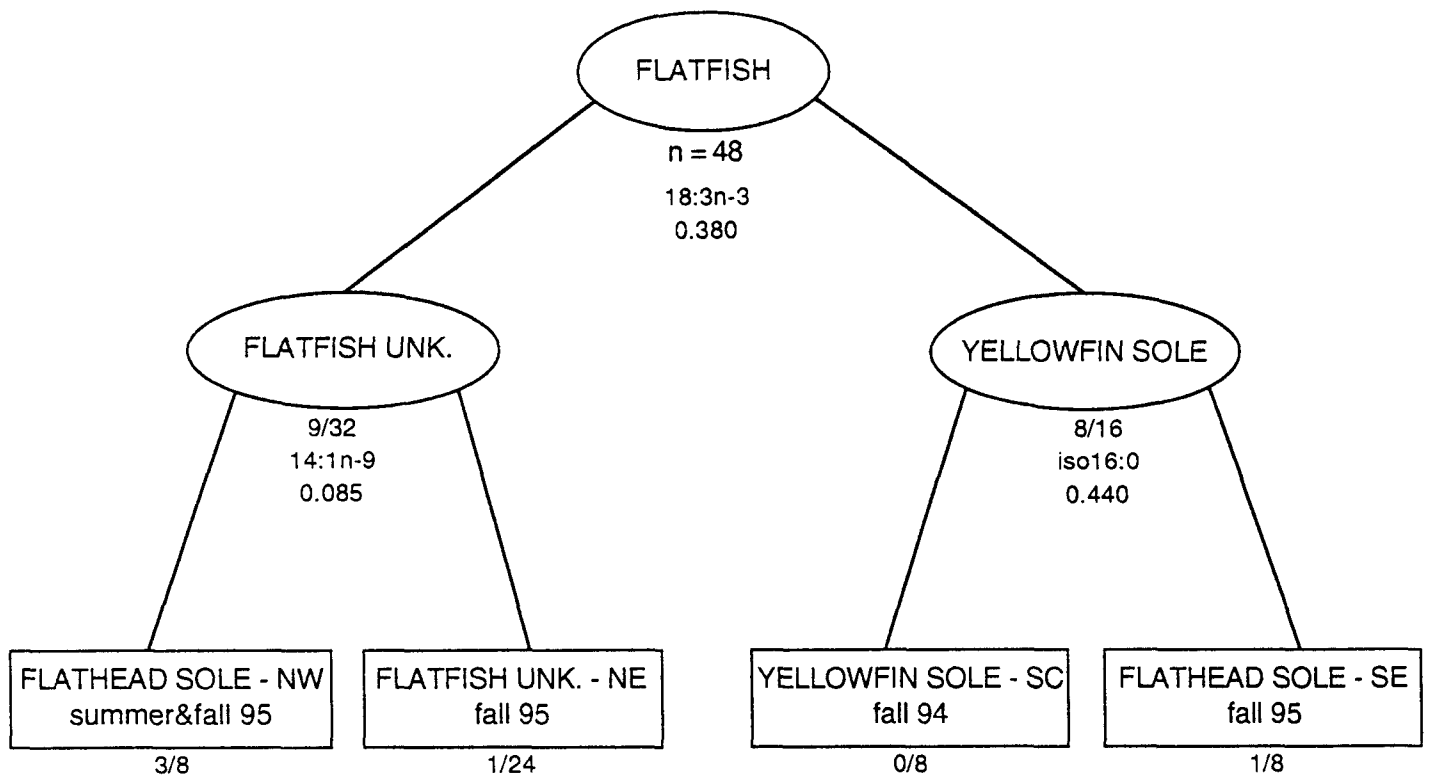 FLATFISH
n = 48
18:3n-3
0.380
FLATFISH UNK.
9/32
14:1n-9
0.085
YELLOWFIN SOLE
8/16
iso16:0
0.440
FLATHEAD SOLE - NW
summer&fall 95
3/8
FLATFISH UNK. - NE
fall 95
1/24
YELLOWFIN SOLE - SC
fall 94
0/8
FLATHEAD SOLE - SE
fall 95
1/8